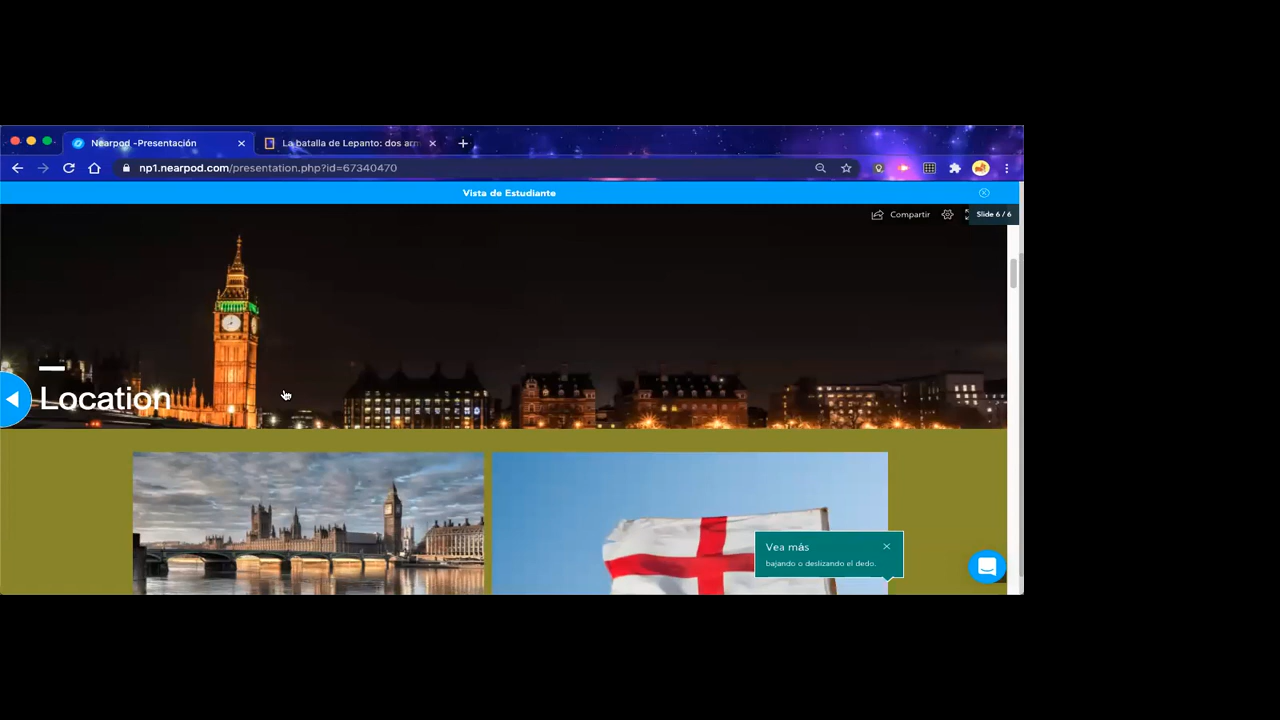 Nearpod -Presentación
La batalla de Lepanto: dos arm
np1.nearpod.com/presentation.php?id=67340470
Vista de Estudiante
Compartir
Slide 6 / 6
Location
Vea más
bajando o deslizando el dedo.